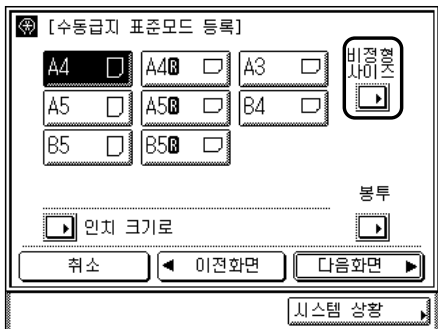 [수동급지 표준모드 등록]
A4 A4R A3 비정형
사이즈
A5 A5R B4
B5 B5R
봉투
인치 크기로
취소 ◀ 이전화면 다음화면 ▶
시스템 상황